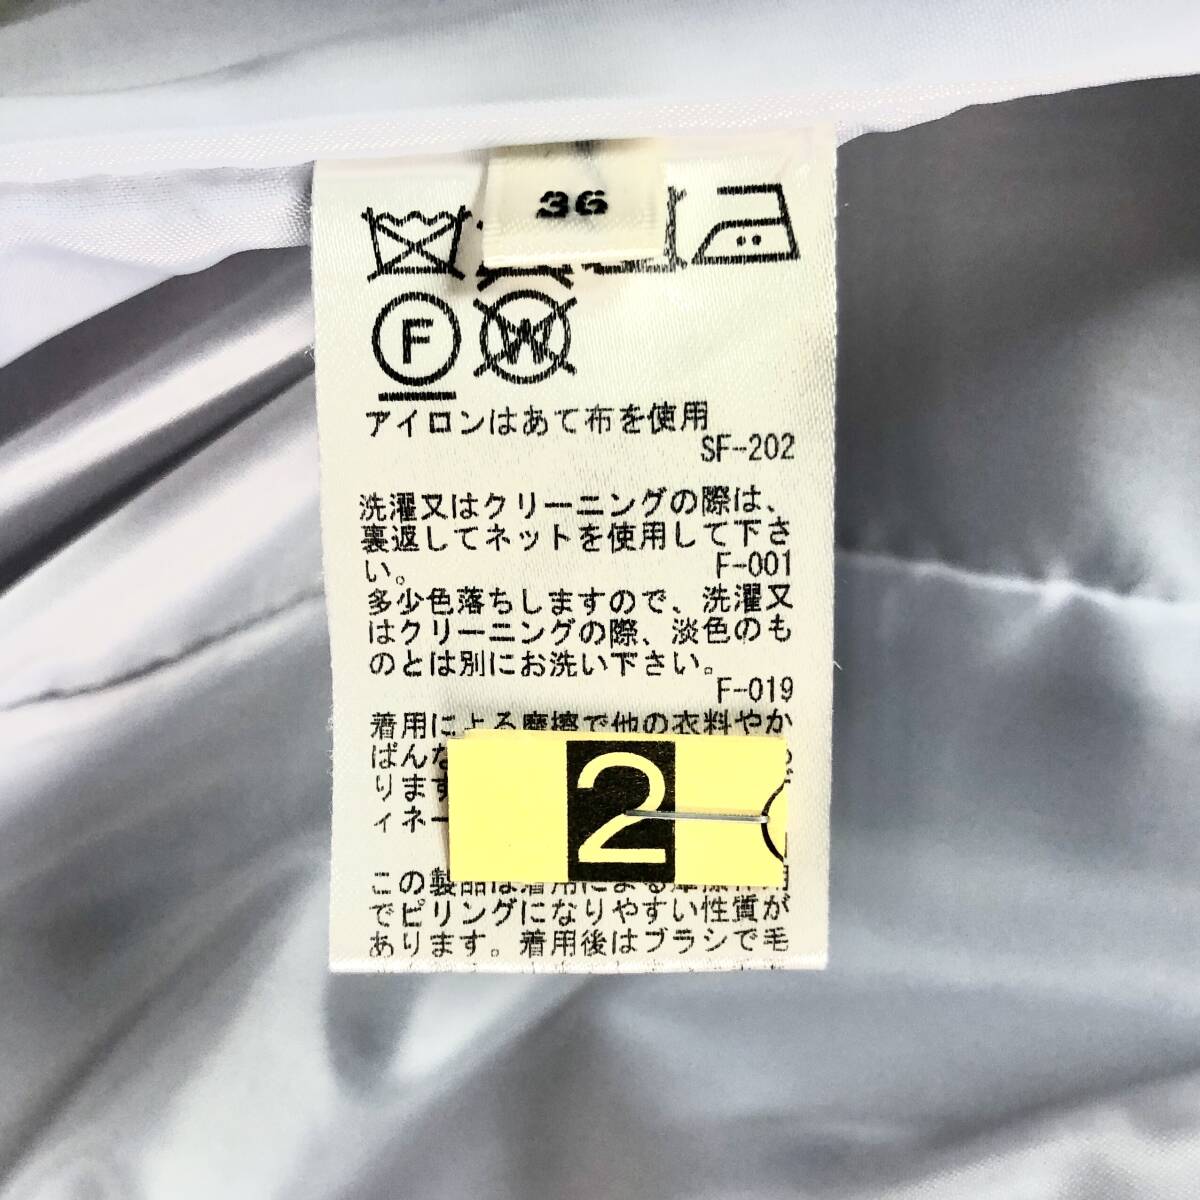 36
F
W
アイロンはあて布を使用
SF-202
洗濯又はクリーニングの際は、
裏返してネットを使用して下さ
い。
F-001
多少色落ちしますので、洗濯又
はクリーニングの際、淡色のも
のとは別にお洗い下さい。
F-019
着用による摩擦で他の衣料やか
ばんな
ります
ィネー
2
この製品は着用による摩擦作用
でピリングになりやすい性質が
あります。着用後はブラシで毛